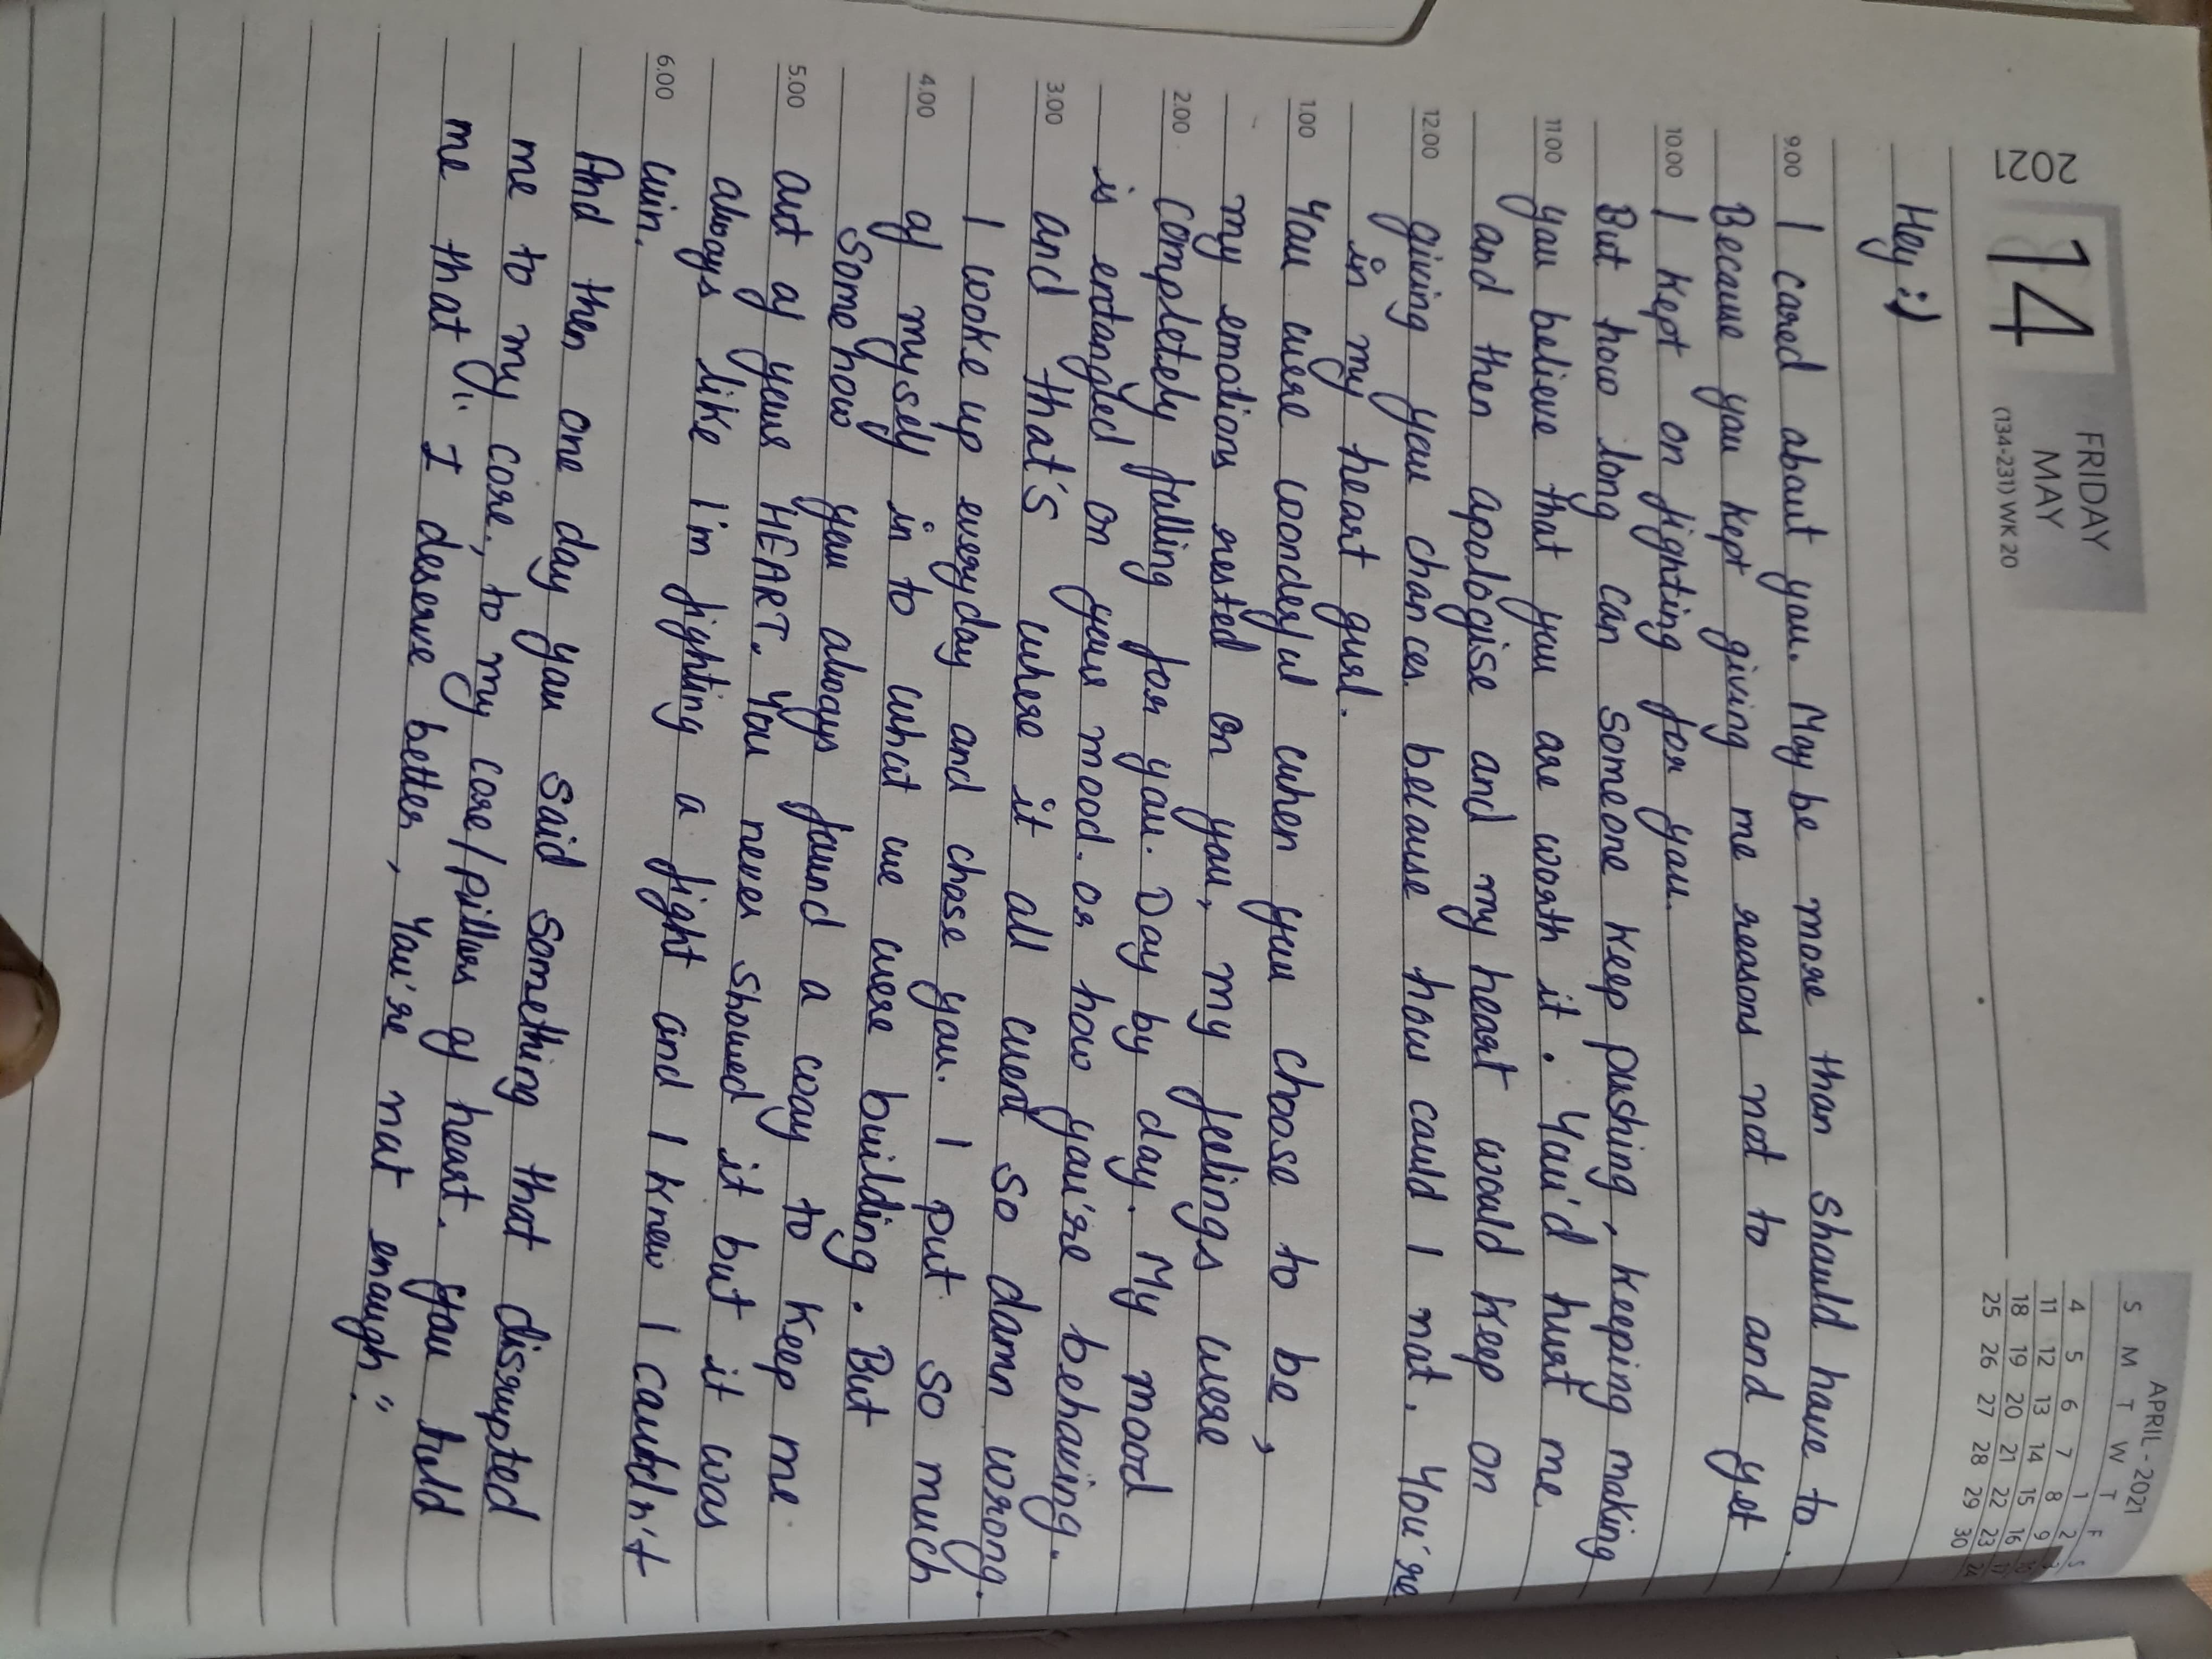 2021
14
FRIDAY
MAY
(134-231) WK 20
APRIL - 2021
S M T W T F S
1 2 3
4 5 6 7 8 9
11 12 13 14 15 16
18 19 20 21 22 23 24
25 26 27 28 29 30
Hey :)
9.00 I cared about you. May be more than should have to.
Because you kept giving me reasons not to and yet
10.00 I kept on fighting for you.
But how long can someone keep pushing, keeping making
11.00 you believe that you are worth it. You'd hurt me
and then apologise and my heart would keep on
12.00 giving you chances because how could I not. You're
in my heart gurl.
1.00 You were wonderful when you choose to be,
my emotions rested on you, my feelings were
2.00 completely falling for you. Day by day. My mood
is entangled on your mood. or how you're behaving.
3.00 and that's where it all went so damn wrong.
I wooke up everyday and chose you. I put so much
4.00 of myself in to what we were building. But
Somehow you always found a way to keep me
5.00 out of your HEART. You never showed it but it was
always like I'm fighting a fight and I knew I couldn't
6.00 win.
And then one day you said something that disrupted
me to my core., to my core/pillars of heart. You told
me that " I deserve better, You're not enough."